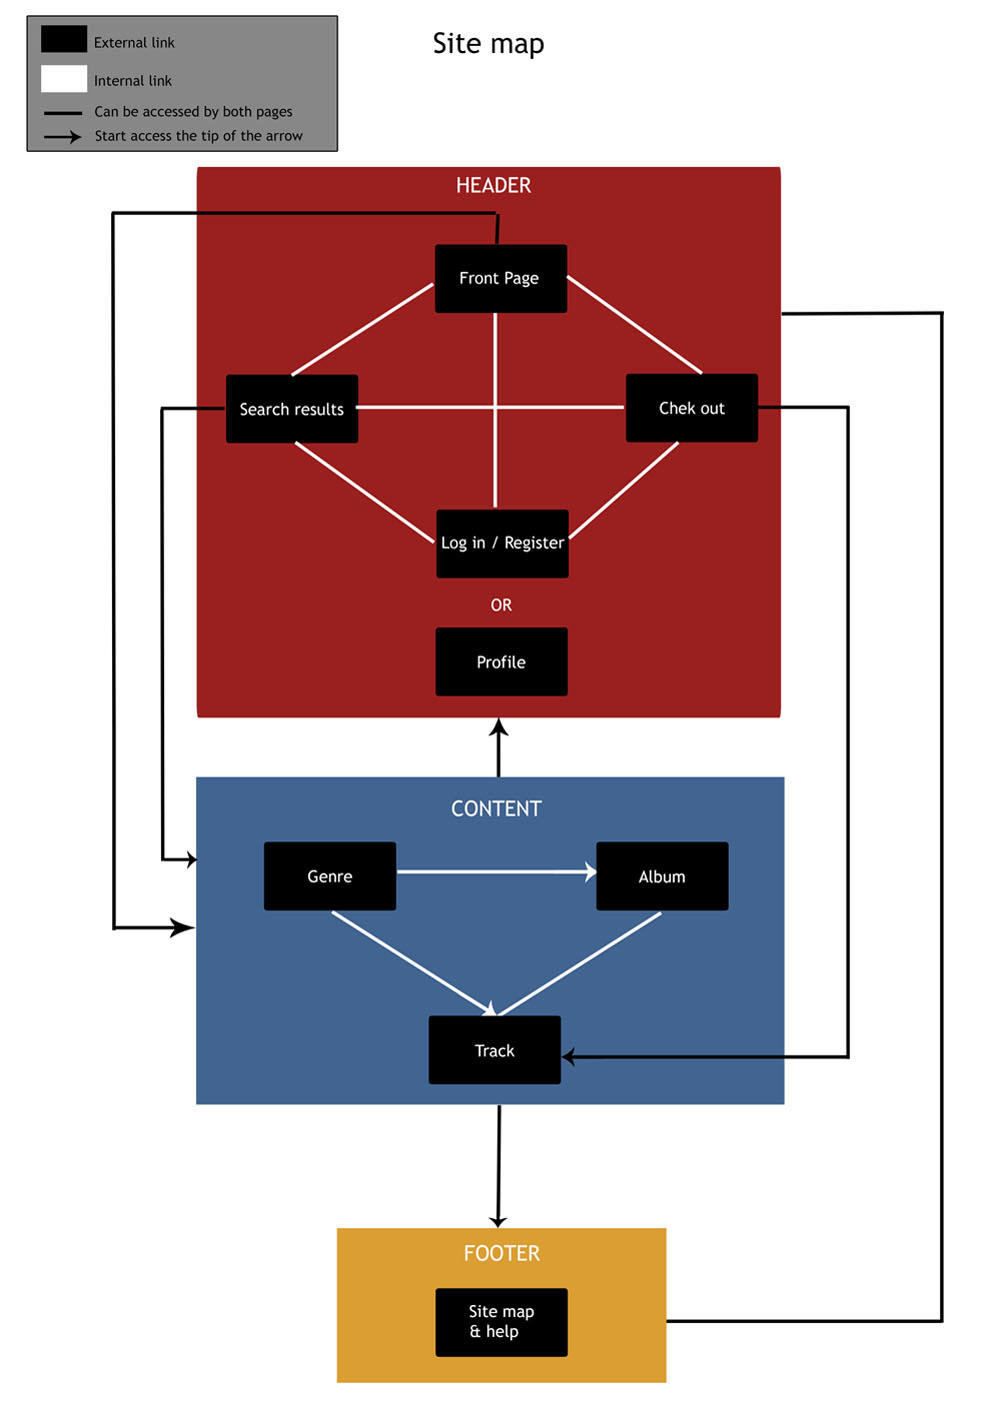 External link
Internal link
Can be accessed by both pages
Start access the tip of the arrow
Site map
HEADER
Front Page
Search results
Chek out
Log in / Register
OR
Profile
CONTENT
Genre
Album
Track
FOOTER
Site map
& help